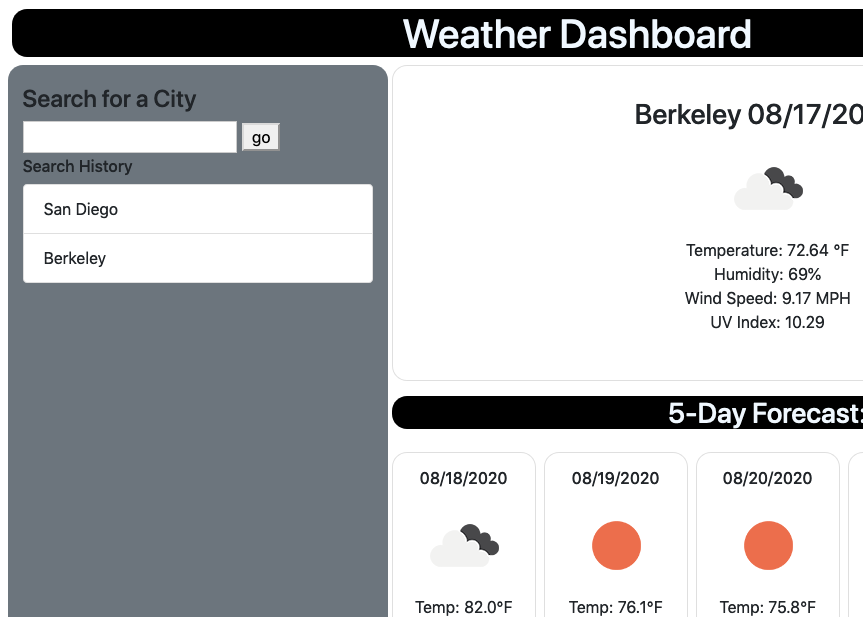 Weather Dashboard
Search for a City
go
Search History
San Diego
Berkeley
Berkeley 08/17/20
Temperature: 72.64 °F
Humidity: 69%
Wind Speed: 9.17 MPH
UV Index: 10.29
5-Day Forecast:
08/18/2020
Temp: 82.0°F
08/19/2020
Temp: 76.1°F
08/20/2020
Temp: 75.8°F